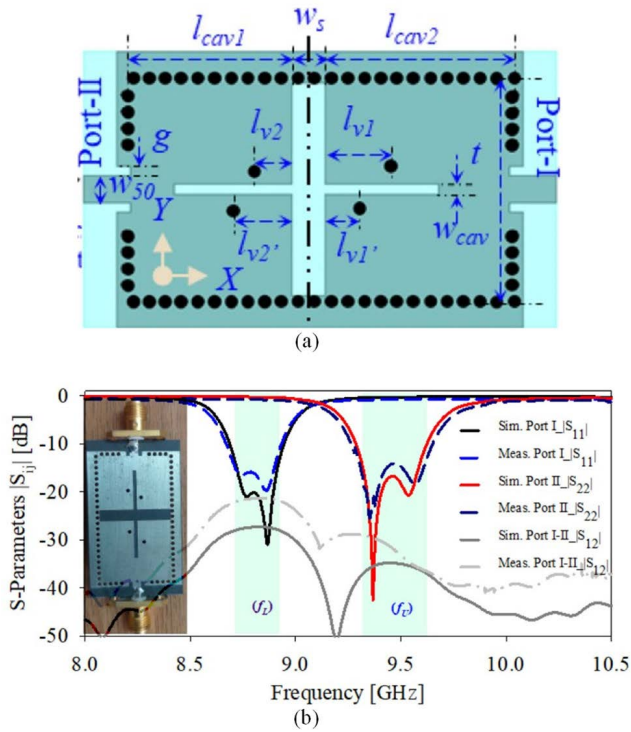 l_cav1 w_s l_cav2
Port-II
Port-I
l_v2 l_v1
g
t
w_50
w_cav
Y
l_v2' l_v1'
X
(a)
S-Parameters |S_ij| [dB]
0
-10
-20
-30
-40
-50
Sim. Port I_|S_11|
Meas. Port I_|S_11|
Sim. Port II_|S_22|
Meas. Port II_|S_22|
Sim. Port I-II_|S_12|
Meas. Port I-II_|S_12|
(f_L) (f_U)
8.0 8.5 9.0 9.5 10.0 10.5
Frequency [GHz]
(b)